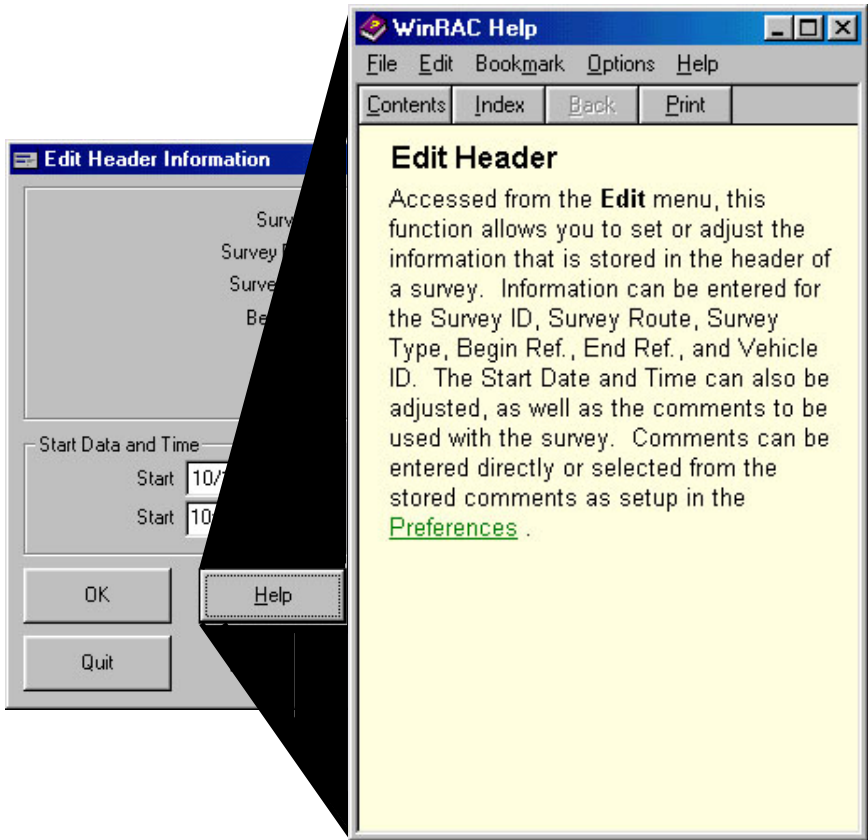 WinRAC Help
File Edit Bookmark Options Help
Contents Index Back Print
Edit Header
Accessed from the Edit menu, this
function allows you to set or adjust the
information that is stored in the header of
a survey. Information can be entered for
the Survey ID, Survey Route, Survey
Type, Begin Ref., End Ref., and Vehicle
ID. The Start Date and Time can also be
adjusted, as well as the comments to be
used with the survey. Comments can be
entered directly or selected from the
stored comments as setup in the
Preferences .
Edit Header Information
Survey
Start Data and Time
Start 10/
Start 10
OK
Help
Quit